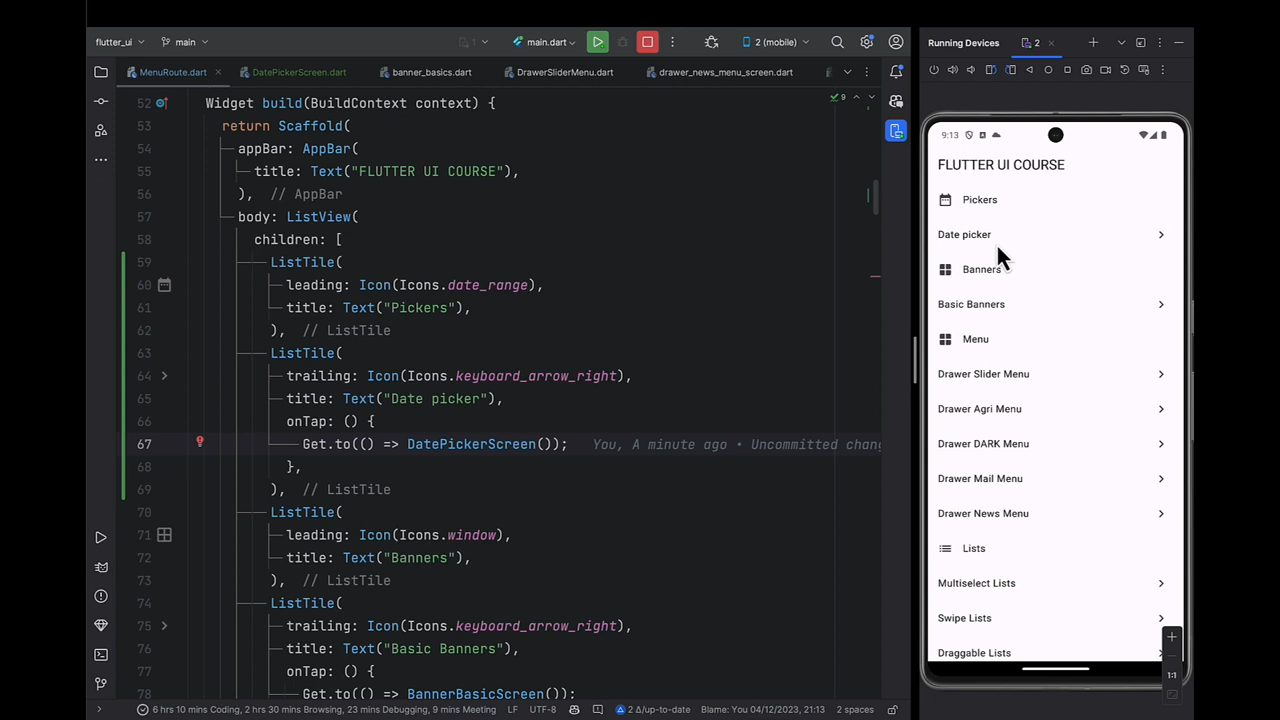 flutter_ui
main
1
main.dart
2 (mobile)
Running Devices
2
MenuRoute.dart
DatePickerScreen.dart
banner_basics.dart
DrawerSliderMenu.dart
drawer_news_menu_screen.dart
9
52 Widget build(BuildContext context) {
53 return Scaffold(
54 appBar: AppBar(
55 title: Text("FLUTTER UI COURSE"),
56 ), // AppBar
57 body: ListView(
58 children: [
59 ListTile(
60 leading: Icon(Icons.date_range),
61 title: Text("Pickers"),
62 ), // ListTile
63 ListTile(
64 trailing: Icon(Icons.keyboard_arrow_right),
65 title: Text("Date picker"),
66 onTap: () {
67 Get.to(() => DatePickerScreen()); You, A minute ago • Uncommitted chang
68 },
69 ), // ListTile
70 ListTile(
71 leading: Icon(Icons.window),
72 title: Text("Banners"),
73 ), // ListTile
74 ListTile(
75 trailing: Icon(Icons.keyboard_arrow_right),
76 title: Text("Basic Banners"),
77 onTap: () {
78 Get.to(() => BannerBasicScreen());
9:13
FLUTTER UI COURSE
Pickers
Date picker
Banners
Basic Banners
Menu
Drawer Slider Menu
Drawer Agri Menu
Drawer DARK Menu
Drawer Mail Menu
Drawer News Menu
Lists
Multiselect Lists
Swipe Lists
Draggable Lists
1:1
6 hrs 10 mins Coding, 2 hrs 30 mins Browsing, 23 mins Debugging, 9 mins Meeting
LF
UTF-8
2 Δ/up-to-date
Blame: You 04/12/2023, 21:13
2 spaces